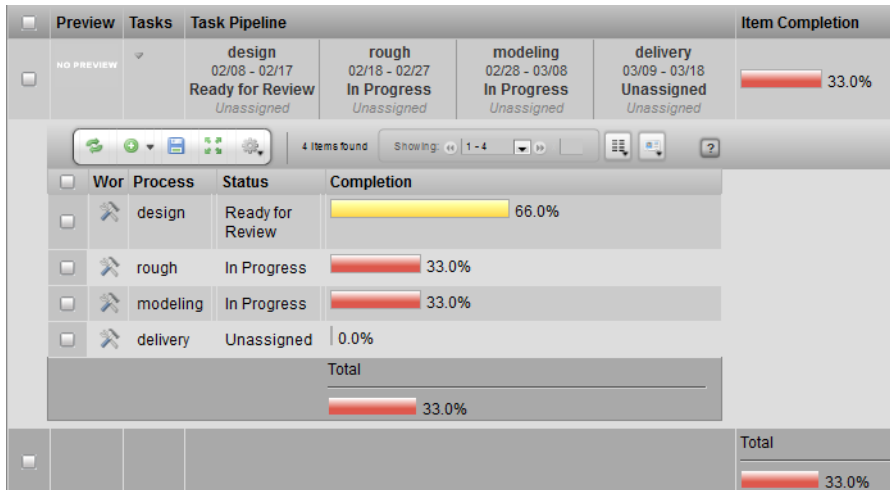 Preview Tasks Task Pipeline Item Completion
NO PREVIEW
design rough modeling delivery
02/08 - 02/17 02/18 - 02/27 02/28 - 03/08 03/09 - 03/18
Ready for Review In Progress In Progress Unassigned
Unassigned Unassigned Unassigned Unassigned
33.0%
4 items found Showing: 1 - 4 ?
Wor Process Status Completion
design Ready for Review 66.0%
rough In Progress 33.0%
modeling In Progress 33.0%
delivery Unassigned 0.0%
Total
33.0%
Total
33.0%